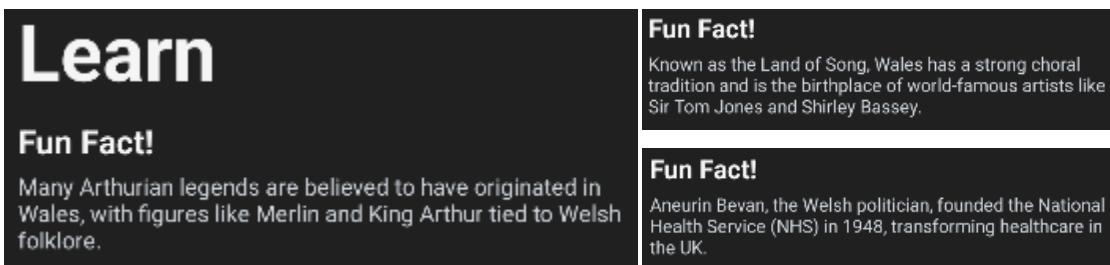 Learn
Fun Fact!
Many Arthurian legends are believed to have originated in
Wales, with figures like Merlin and King Arthur tied to Welsh
folklore.
Fun Fact!
Known as the Land of Song, Wales has a strong choral
tradition and is the birthplace of world-famous artists like
Sir Tom Jones and Shirley Bassey.
Fun Fact!
Aneurin Bevan, the Welsh politician, founded the National
Health Service (NHS) in 1948, transforming healthcare in
the UK.